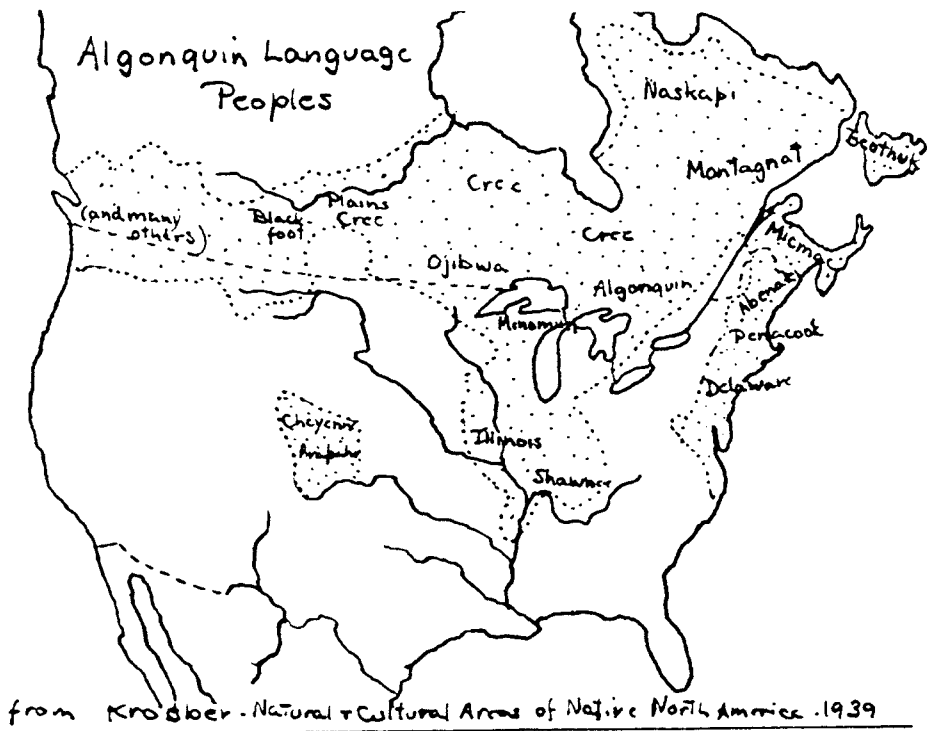 Algonquin Language
Peoples
Naskapi
Beothuk
Montagnat
Cree
Plains
Cree
Black
foot
(and many
others)
Cree
Micmac
Ojibwa
Algonquin
Abenaki
Menomuni
Pennacook
Delaware
Cheyenne
Arapaho
Illinois
Shawnee
from Kroeber - Natural & Cultural Areas of Native North America . 1939